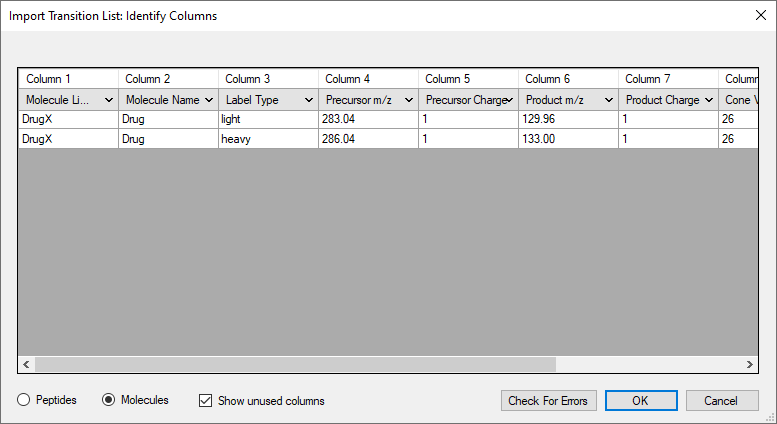 Import Transition List: Identify Columns
Column 1 Column 2 Column 3 Column 4 Column 5 Column 6 Column 7 Column
Molecule Li... Molecule Name Label Type Precursor m/z Precursor Charge Product m/z Product Charge Cone V
DrugX Drug light 283.04 1 129.96 1 26
DrugX Drug heavy 286.04 1 133.00 1 26
Peptides Molecules Show unused columns Check For Errors OK Cancel